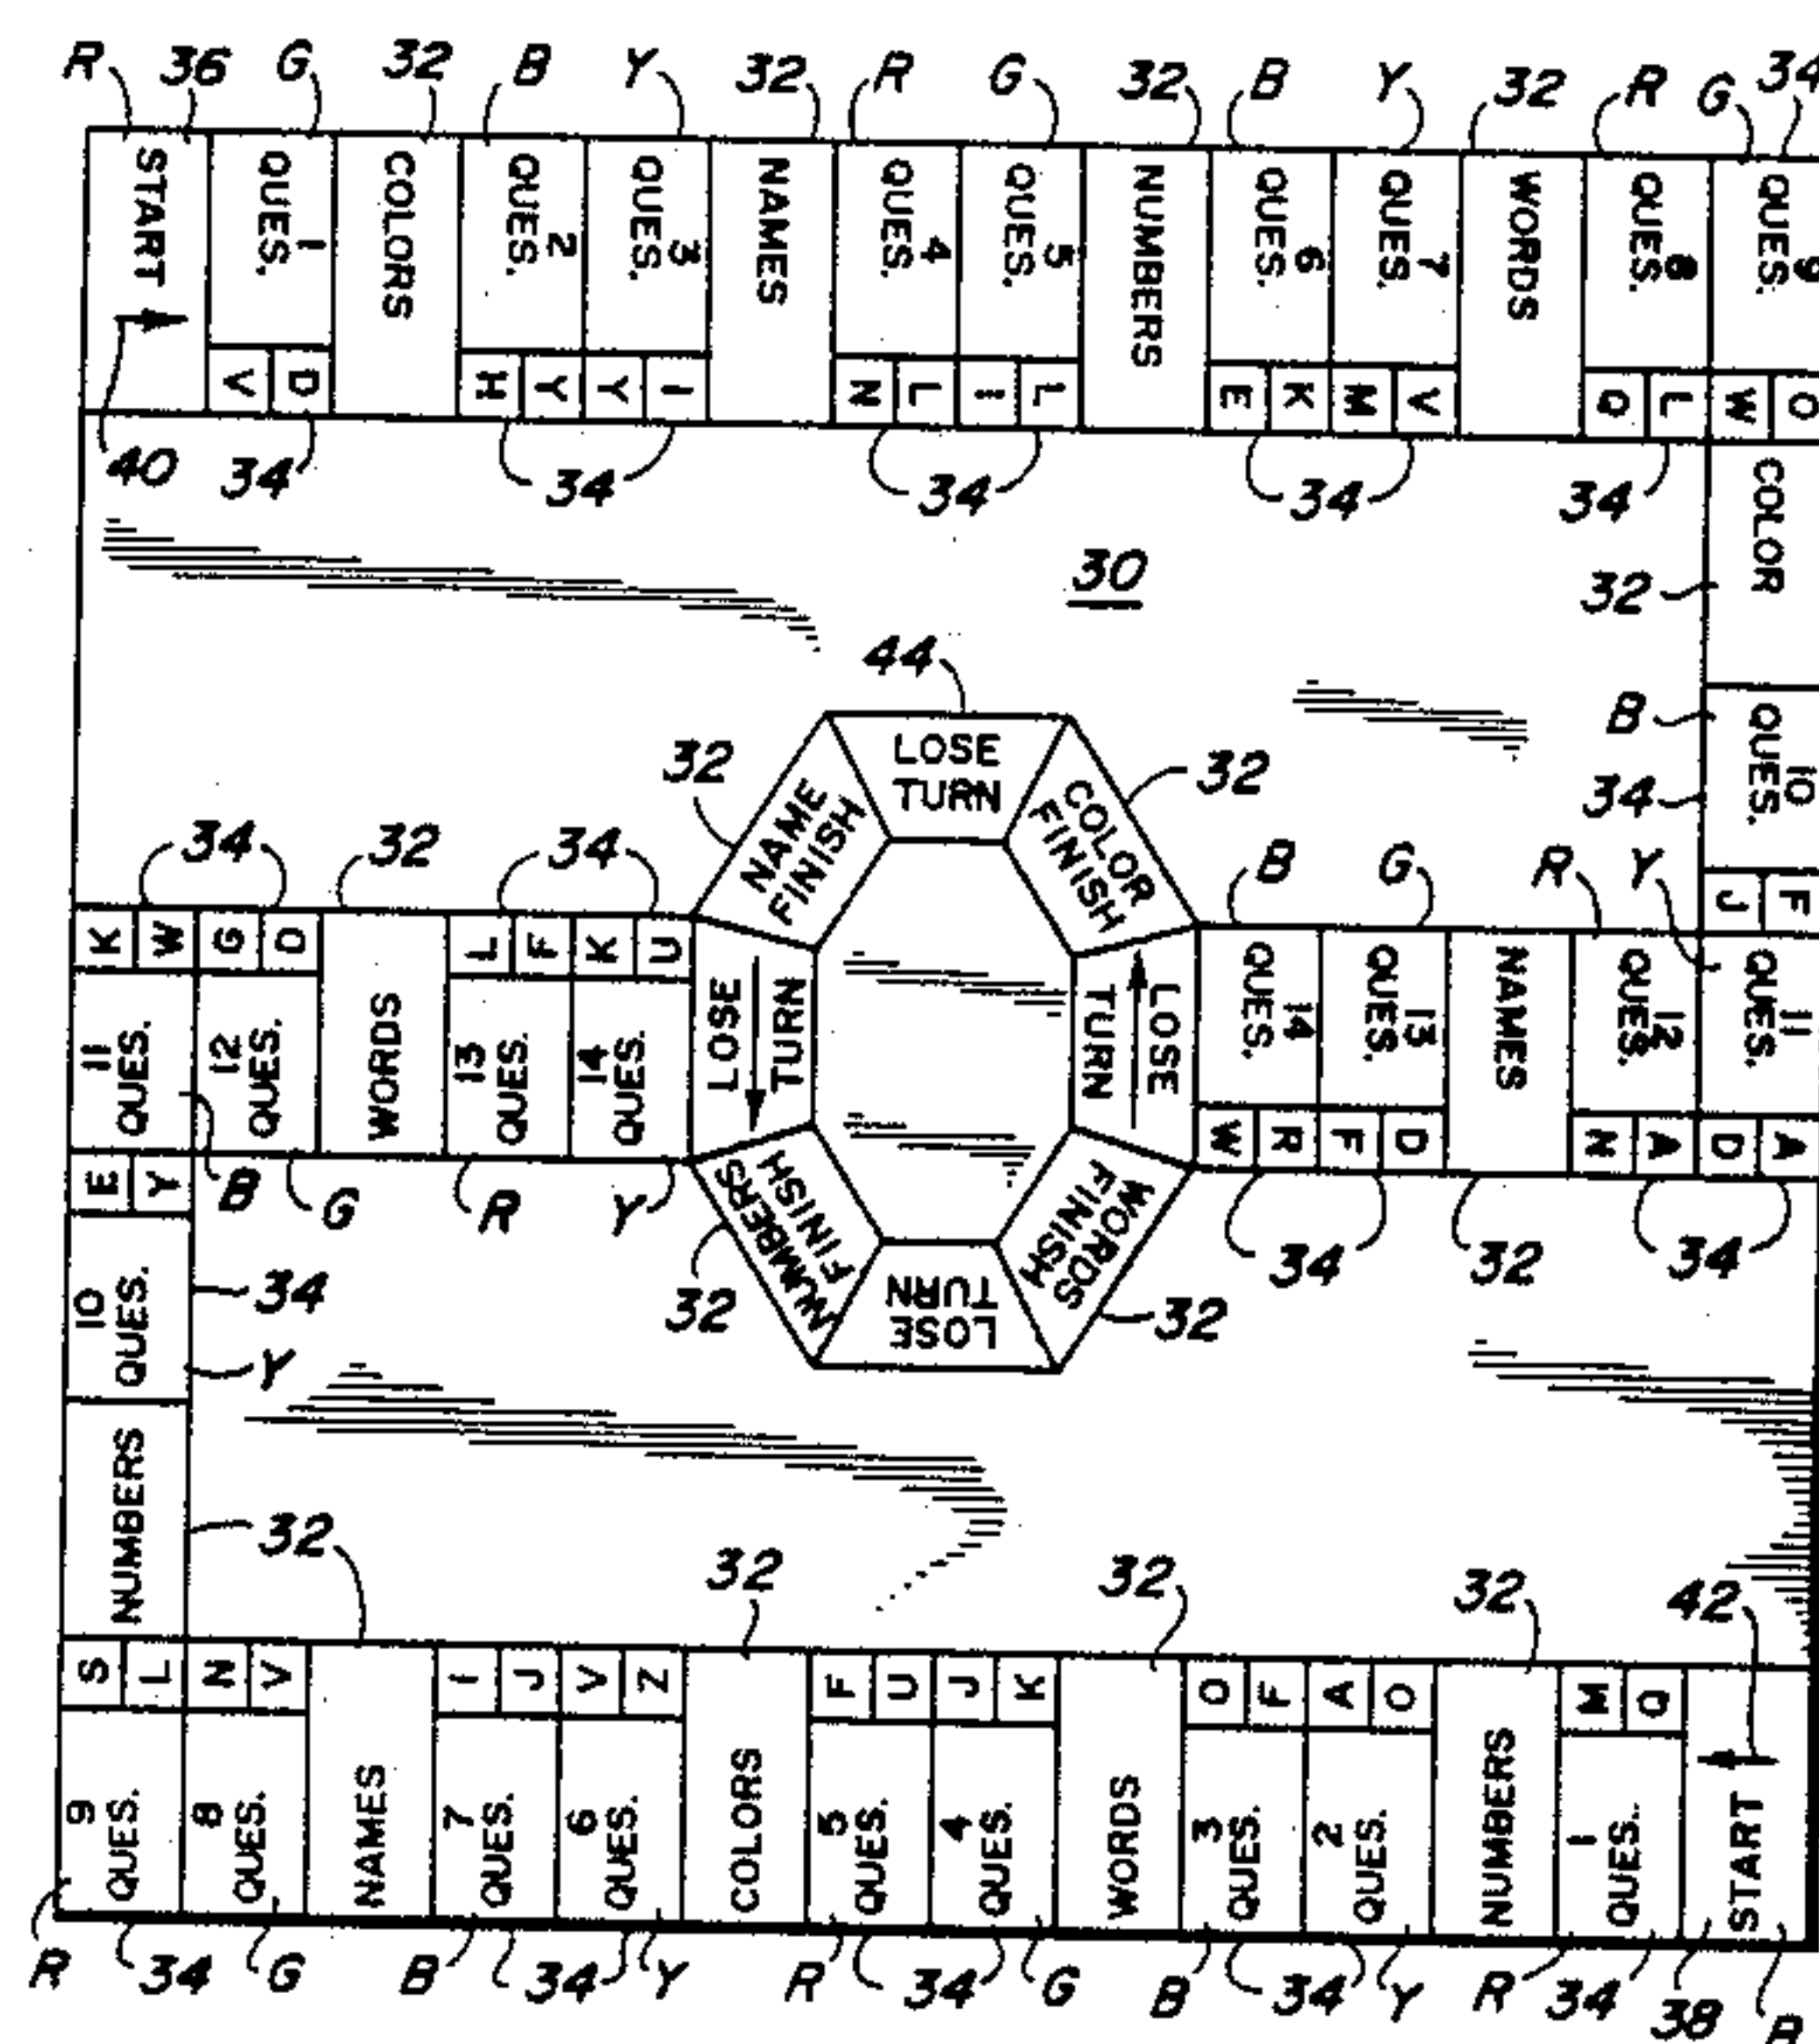 R 36 G 32 B Y 32 R G 32 B Y 32 R G 34
START
1
QUES.
COLORS
2
QUES.
3
QUES.
NAMES
4
QUES.
5
QUES.
NUMBERS
6
QUES.
7
QUES.
WORDS
8
QUES.
9
QUES.
V D H Y Y I N L I L E K M V Q L W O
40 34 34 34 34 34
COLOR
32
30
44
B
10
QUES.
34
J F
32
LOSE
TURN
32
NAME
FINISH
COLOR
FINISH
34 32 34 B G R Y
K W G D L F K U
11
QUES.
12
QUES.
WORDS
13
QUES.
14
QUES.
LOSE
TURN
LOSE
TURN
14
QUES.
13
QUES.
NAMES
12
QUES.
11
QUES.
W R F D N A D A
E Y B G R Y
34 32 34
NUMBERS
FINISH
WORDS
FINISH
32
LOSE
TURN
32
10
QUES.
34
Y
NUMBERS
32
32 32 32 42
S L N V I J V Z F U J K O F A O M Q
9
QUES.
8
QUES.
NAMES
7
QUES.
6
QUES.
COLORS
5
QUES.
4
QUES.
WORDS
3
QUES.
2
QUES.
NUMBERS
1
QUES.
START
R 34 G B 34 Y R 34 G B 34 Y R 34 38